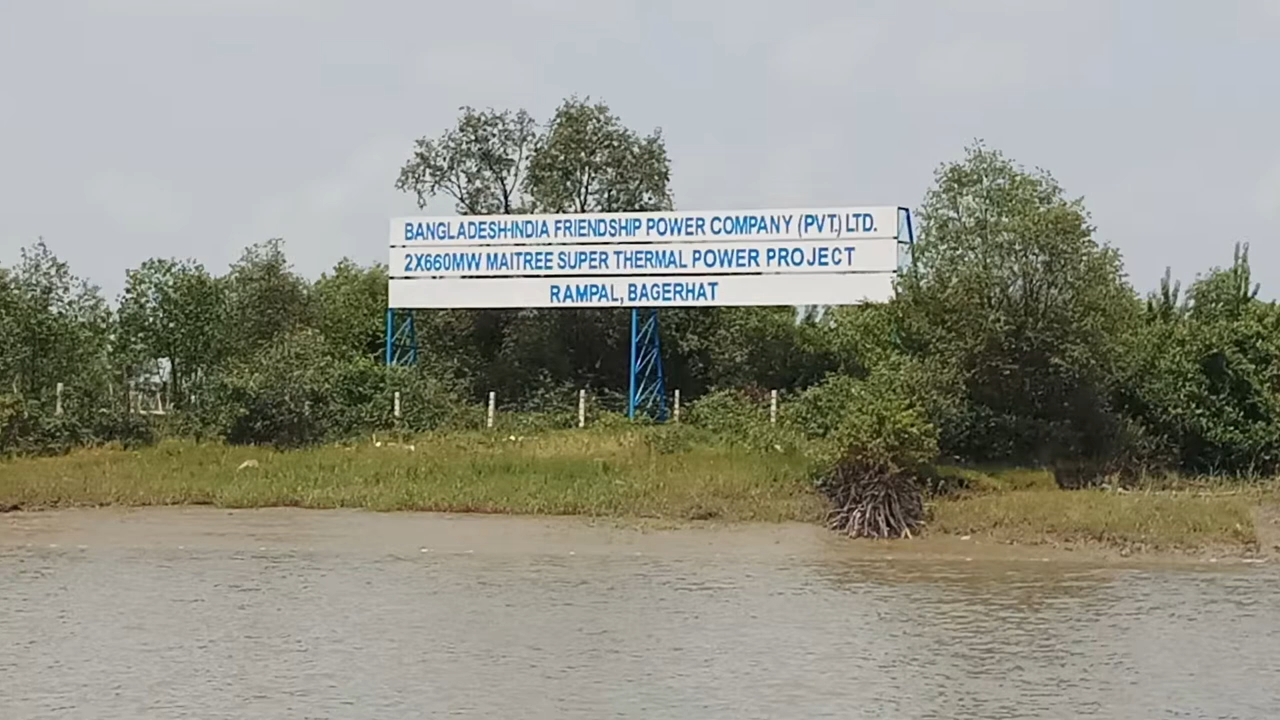 BANGLADESH-INDIA FRIENDSHIP POWER COMPANY (PVT.) LTD.
2X660MW MAITREE SUPER THERMAL POWER PROJECT
RAMPAL, BAGERHAT